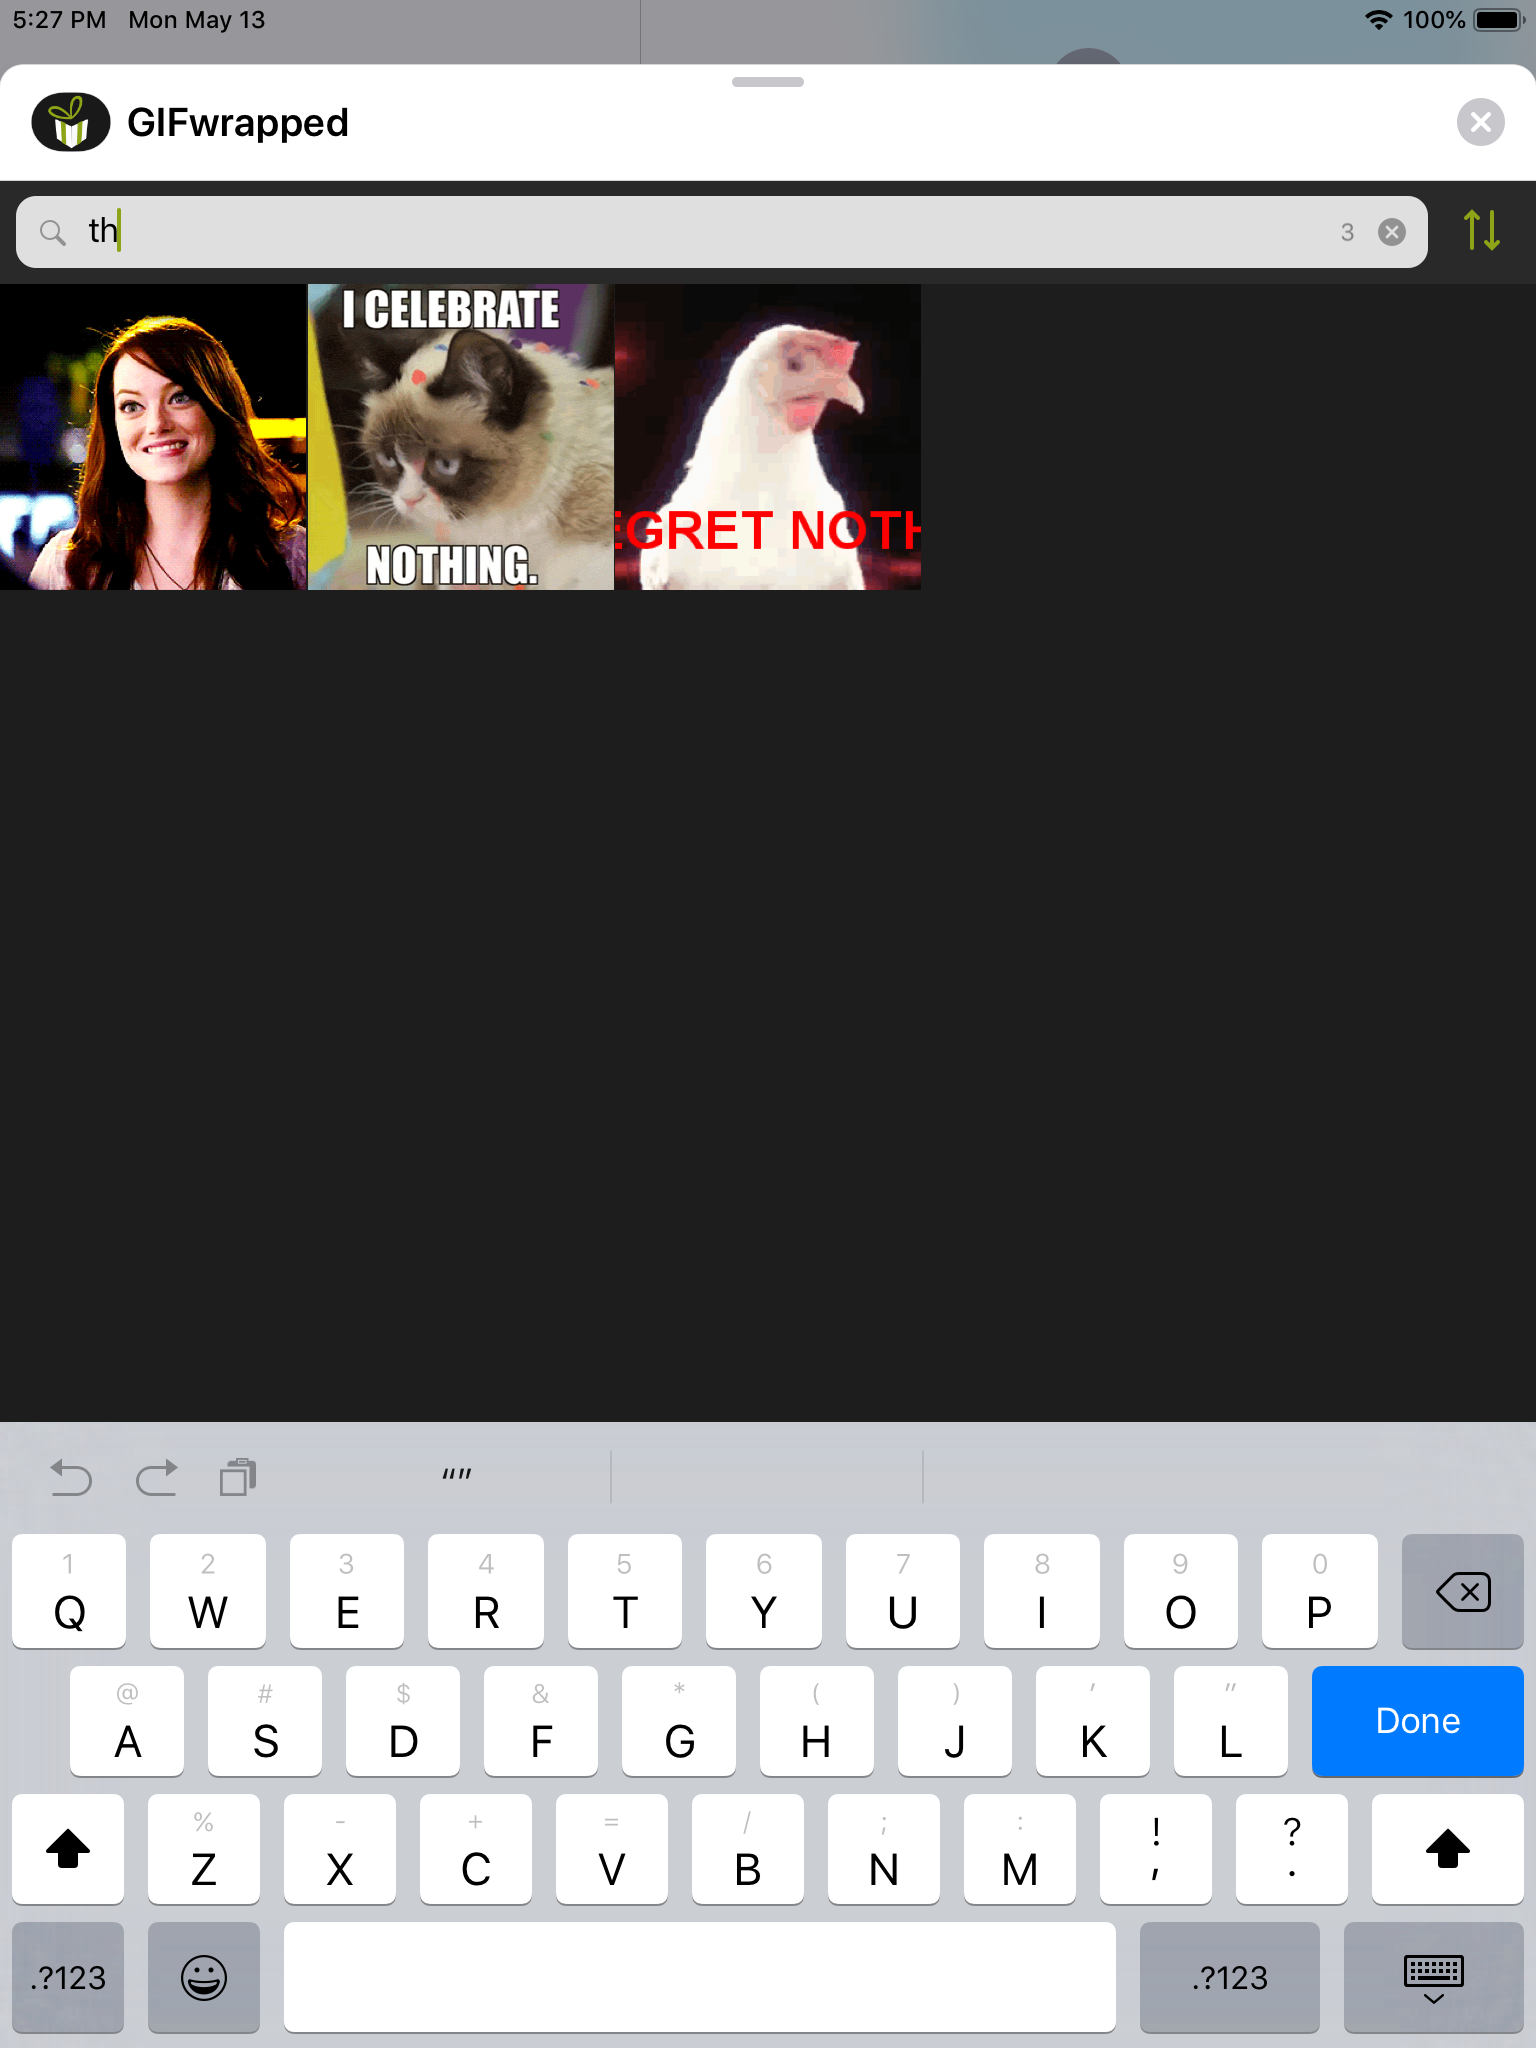 5:27 PM Mon May 13 100%
GIFwrapped
th 3
I CELEBRATE
NOTHING.
EGRET NOTH
“”
1 2 3 4 5 6 7 8 9 0
Q W E R T Y U I O P
@ # $ & * ( ) ' "
A S D F G H J K L Done
% - + = / ; : ! ?
Z X C V B N M , .
.?123 .?123